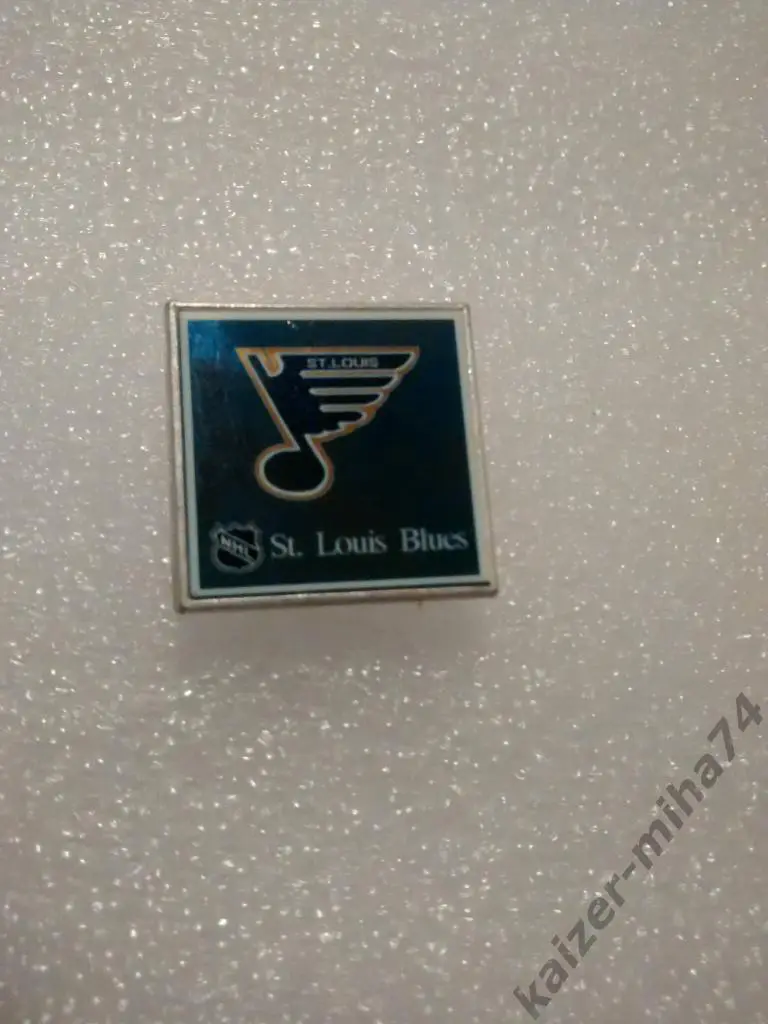 ST. LOUIS
NHL St. Louis Blues
kaizer-miha74